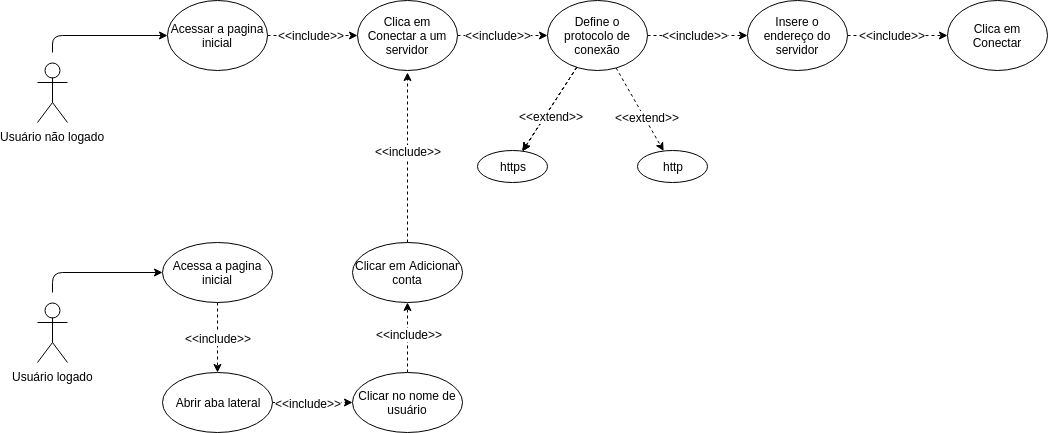 Acessar a pagina
inicial
<<include>>
Clica em
Conectar a um
servidor
<<include>>
Define o
protocolo de
conexão
<<include>>
Insere o
endereço do
servidor
<<include>>
Clica em
Conectar
Usuário não logado
<<extend>>
<<extend>>
<<include>>
https
http
Acessa a pagina
inicial
Clicar em Adicionar
conta
<<include>>
<<include>>
Usuário logado
Abrir aba lateral
<<include>>
Clicar no nome de
usuário